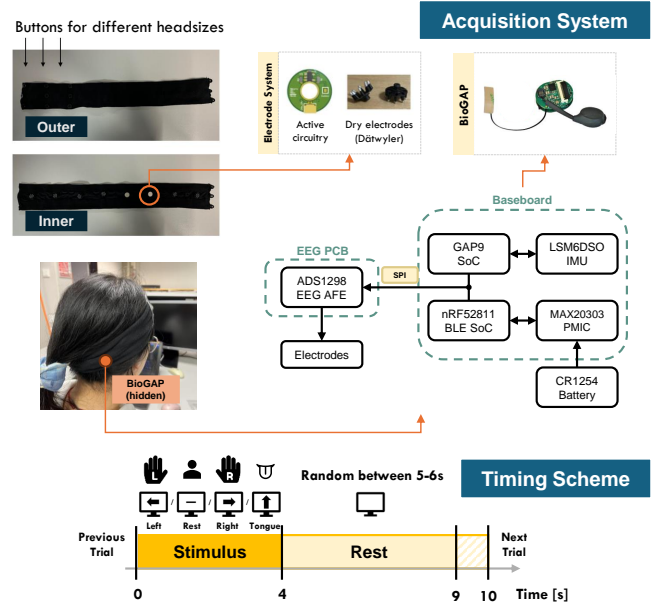 Acquisition System
Buttons for different headsizes
Outer
Inner
Electrode System
Active
circuitry
Dry electrodes
(Dätwyler)
BioGAP
Baseboard
GAP9
SoC
LSM6DSO
IMU
EEG PCB
SPI
ADS1298
EEG AFE
nRF52811
BLE SoC
MAX20303
PMIC
Electrodes
CR1254
Battery
BioGAP
(hidden)
Timing Scheme
L
R
Random between 5-6s
/
/
/
Left
Rest
Right
Tongue
Previous
Trial
Stimulus
Rest
Next
Trial
0
4
9
10
Time [s]